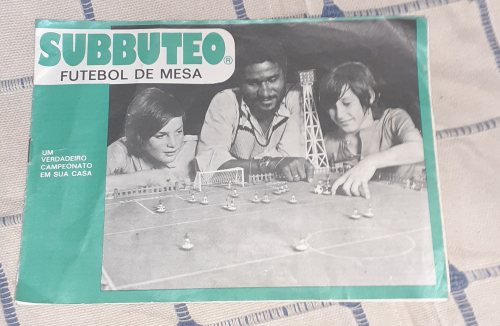 SUBBUTEO®
FUTEBOL DE MESA
UM
VERDADEIRO
CAMPEONATO
EM SUA CASA